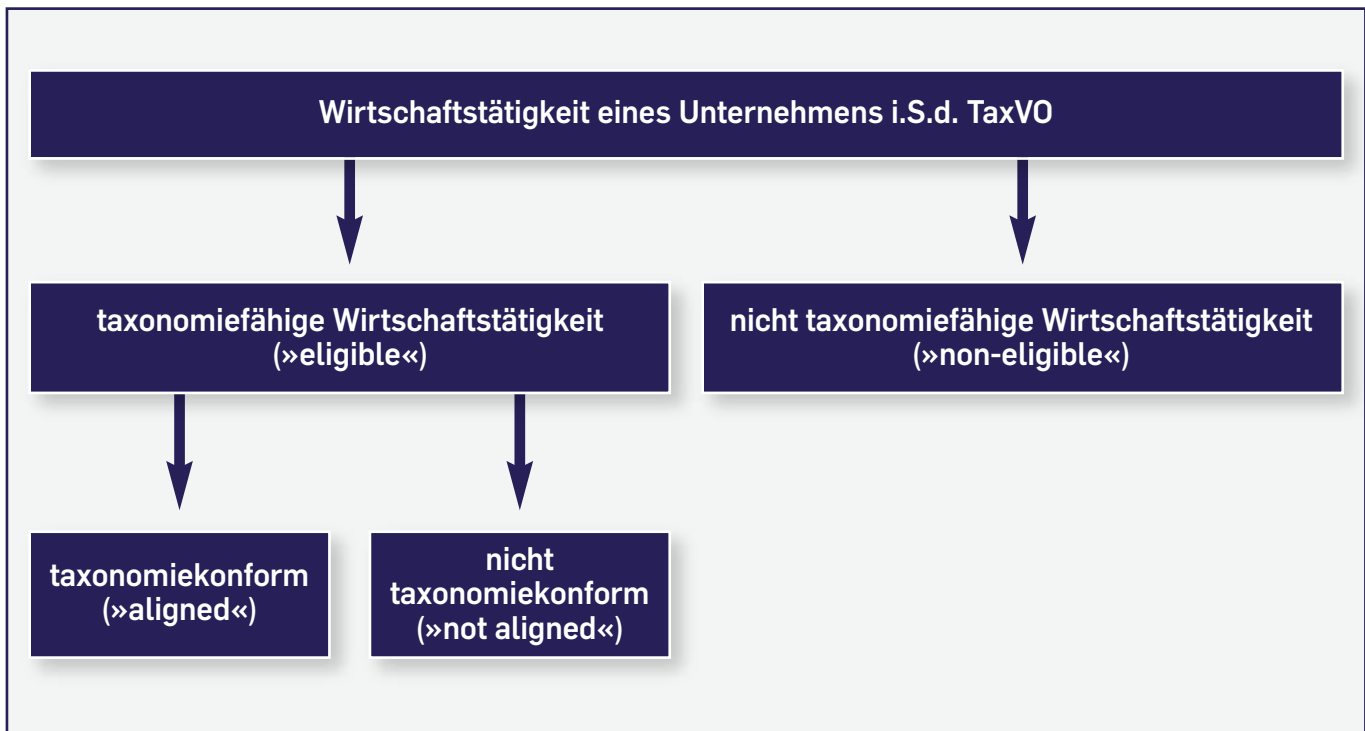 Wirtschaftstätigkeit eines Unternehmens i.S.d. TaxVO
taxonomiefähige Wirtschaftstätigkeit
(»eligible«)
nicht taxonomiefähige Wirtschaftstätigkeit
(»non-eligible«)
taxonomiekonform
(»aligned«)
nicht
taxonomiekonform
(»not aligned«)